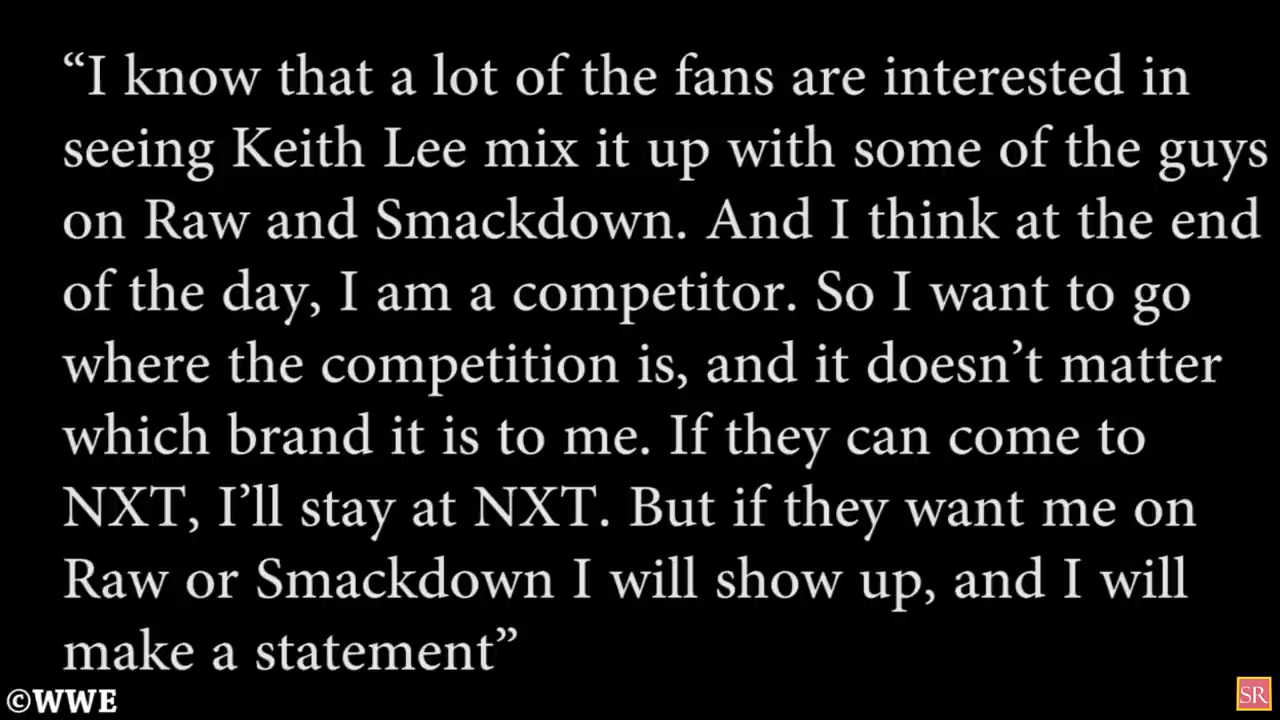 “I know that a lot of the fans are interested in
seeing Keith Lee mix it up with some of the guys
on Raw and Smackdown. And I think at the end
of the day, I am a competitor. So I want to go
where the competition is, and it doesn’t matter
which brand it is to me. If they can come to
NXT, I’ll stay at NXT. But if they want me on
Raw or Smackdown I will show up, and I will
make a statement”
©WWE
SR